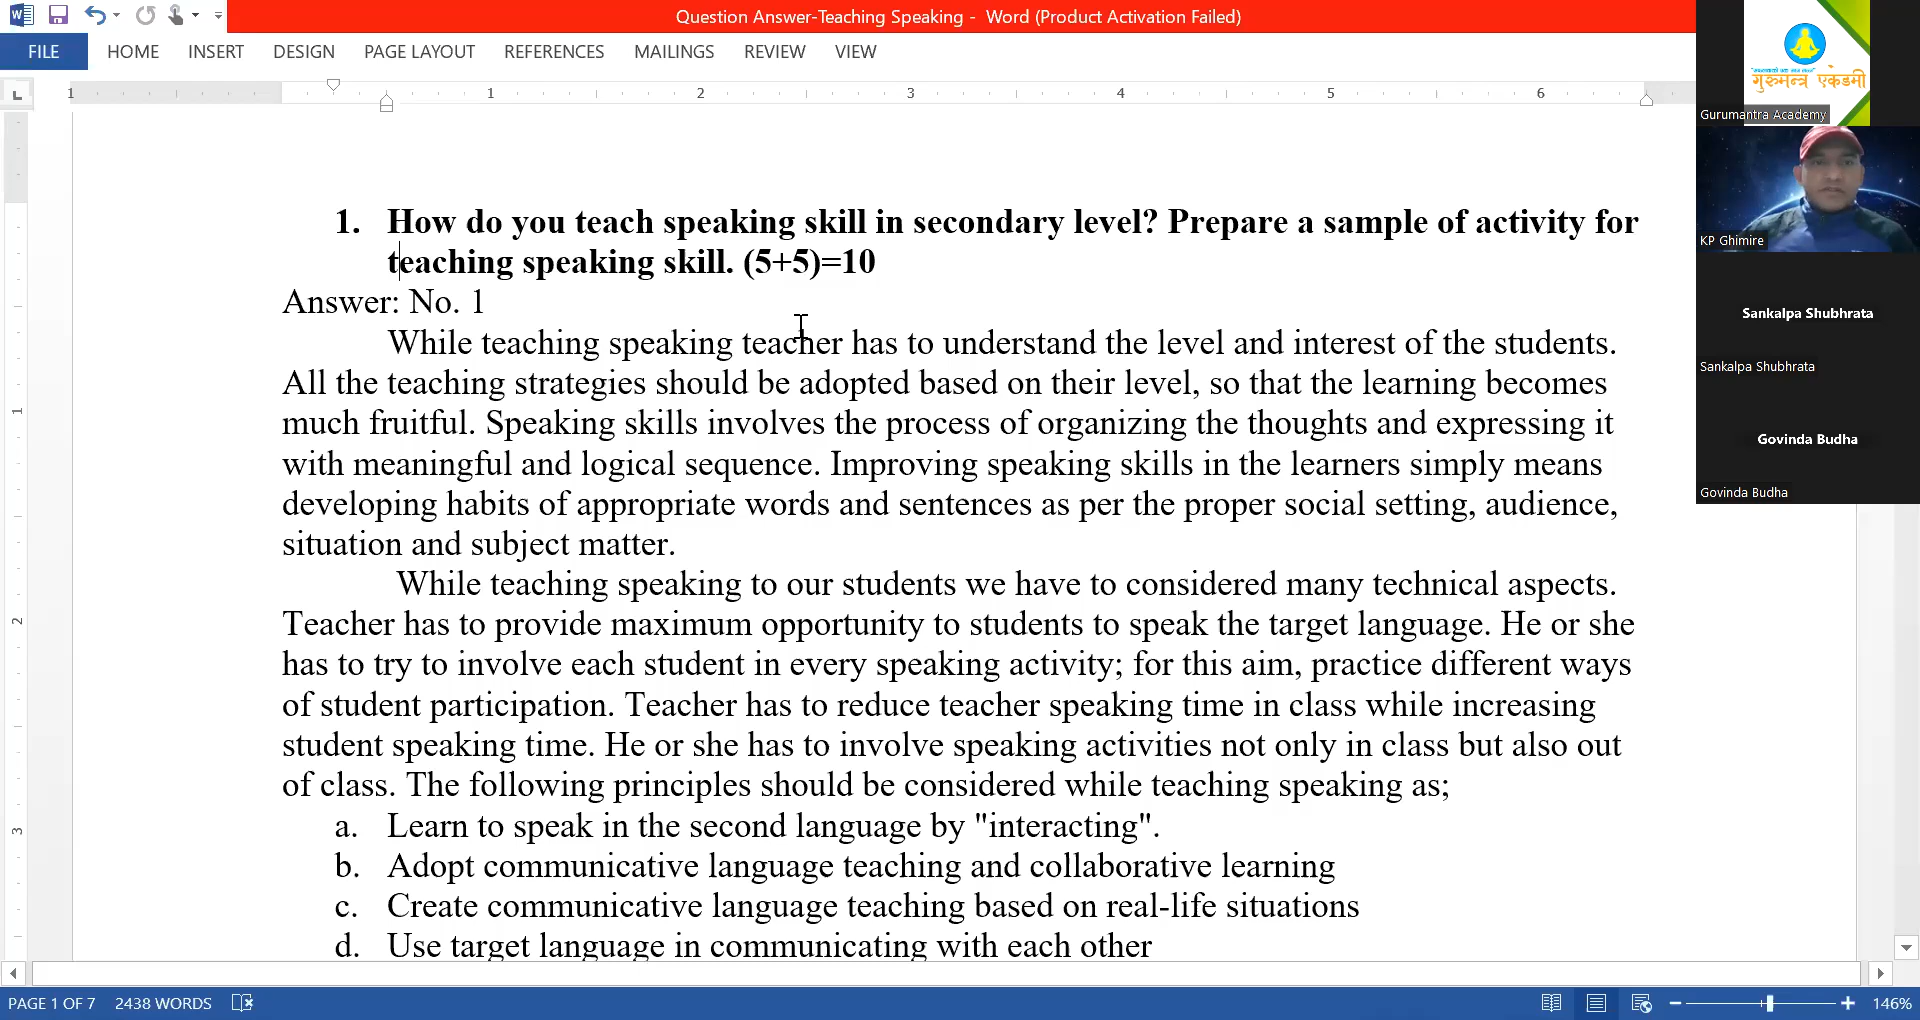 Question Answer-Teaching Speaking - Word (Product Activation Failed)
FILE HOME INSERT DESIGN PAGE LAYOUT REFERENCES MAILINGS REVIEW VIEW
1 1 2 3 4 5 6
1. How do you teach speaking skill in secondary level? Prepare a sample of activity for
teaching speaking skill. (5+5)=10
Answer: No. 1
While teaching speaking teacher has to understand the level and interest of the students.
All the teaching strategies should be adopted based on their level, so that the learning becomes
much fruitful. Speaking skills involves the process of organizing the thoughts and expressing it
with meaningful and logical sequence. Improving speaking skills in the learners simply means
developing habits of appropriate words and sentences as per the proper social setting, audience,
situation and subject matter.
While teaching speaking to our students we have to considered many technical aspects.
Teacher has to provide maximum opportunity to students to speak the target language. He or she
has to try to involve each student in every speaking activity; for this aim, practice different ways
of student participation. Teacher has to reduce teacher speaking time in class while increasing
student speaking time. He or she has to involve speaking activities not only in class but also out
of class. The following principles should be considered while teaching speaking as;
a. Learn to speak in the second language by "interacting".
b. Adopt communicative language teaching and collaborative learning
c. Create communicative language teaching based on real-life situations
d. Use target language in communicating with each other
1
2
3
PAGE 1 OF 7 2438 WORDS
146%
गुरुमन्त्र एकेडमी
Gurumantra Academy
KP Ghimire
Sankalpa Shubhrata
Sankalpa Shubhrata
Govinda Budha
Govinda Budha